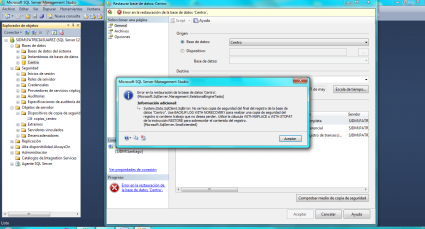 Microsoft SQL Server Management Studio
Archivo Editar Ver Depurar Herramientas Ventana
Nueva consulta
Explorador de objetos
Conectar
Bases de datos
Bases de datos del sistema
Instantáneas de bases de datos
Centro
Seguridad
Inicios de sesión
Roles de servidor
Credenciales
Proveedores de servicios criptog
Auditorías
Especificaciones de auditoría de
Objetos de servidor
Dispositivos de copia de segurid
copia_centro
Extremos
Servidores vinculados
Desencadenadores
Replicación
Alta disponibilidad AlwaysOn
Administración
Catálogos de Integration Services
Agente SQL Server
Listo
Restaurar base de datos: Centro
Error en la restauración de la base de datos 'Centro'.
Seleccionar una página
General
Archivos
Opciones
Script
Ayuda
Origen
Base de datos:
Centro
Dispositivo:
Base de datos:
Destino
Escala de tiempo...
Servidor
Microsoft SQL Server Management Studio
Error en la restauración de la base de datos 'Centro'. (Microsoft.SqlServer.Management.RelationalEngineTasks)
Información adicional:
System.Data.SqlClient.SqlError: No se hizo copia de seguridad del final del registro de la base de
datos 'Centro'. Use BACKUP LOG WITH NORECOVERY para realizar una copia de seguridad del
registro si contiene trabajo que no desea perder. Utilice la cláusula WITH REPLACE o WITH STOPAT
de la instrucción RESTORE para sobrescribir el contenido del registro.
(Microsoft.SqlServer.SmoExtended)
Aceptar
Ver propiedades de conexión
Progreso
Error en la restauración de
la base de datos 'Centro'.
Comprobar medio de copia de seguridad
Aceptar
Cancelar
Ayuda